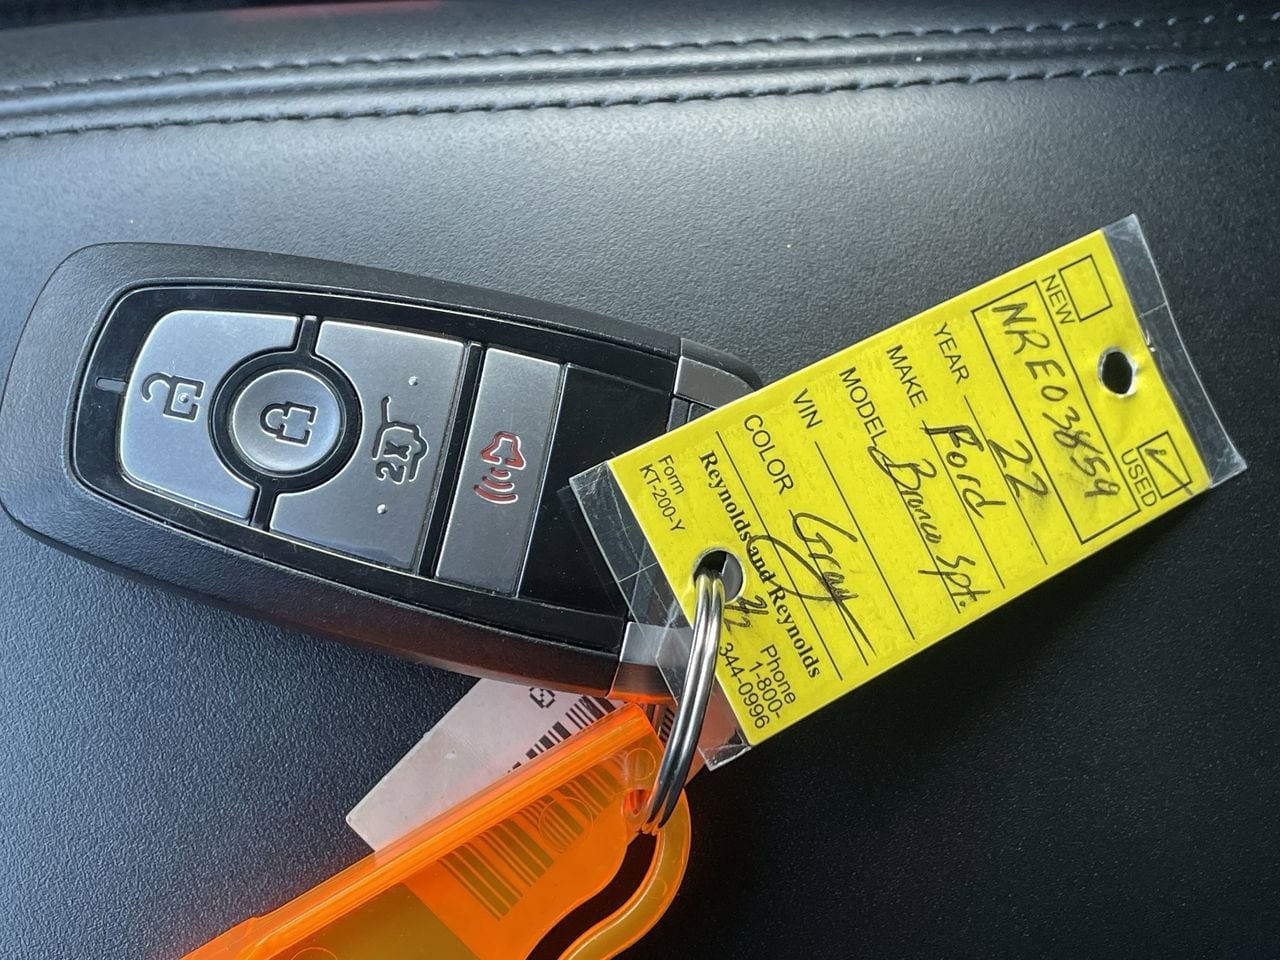 NEW
USED
NRE03859
YEAR 22
MAKE Ford
MODEL Bronco Spt.
VIN
COLOR Gray
Reynolds and Reynolds
Form
KT-200-Y
Phone
1-800-
344-0996
2X